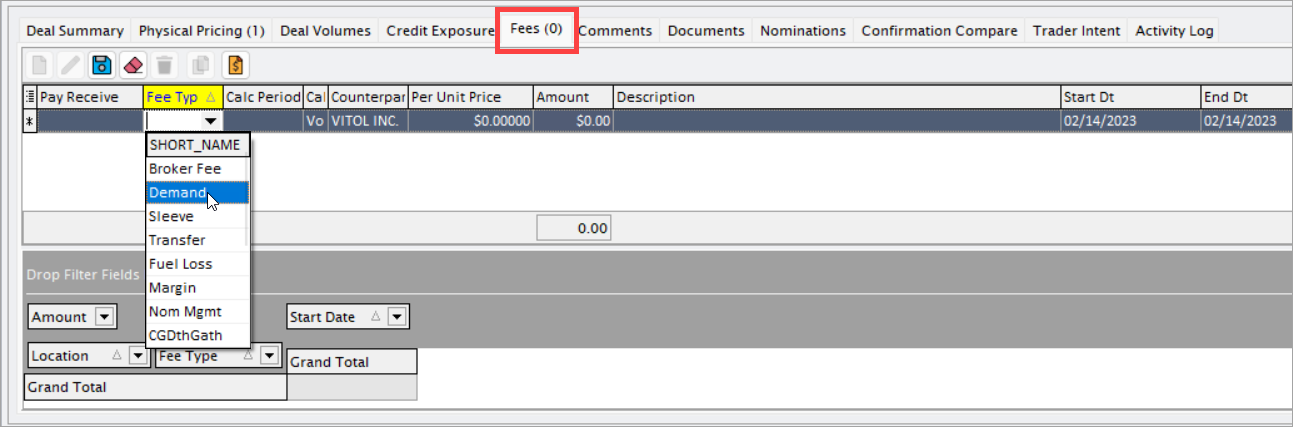 Deal Summary Physical Pricing (1) Deal Volumes Credit Exposure Fees (0) Comments Documents Nominations Confirmation Compare Trader Intent Activity Log
Pay Receive Fee Typ Calc Period Cal Counterpar Per Unit Price Amount Description Start Dt End Dt
* Vo VITOL INC. $0.00000 $0.00 02/14/2023 02/14/2023
SHORT_NAME
Broker Fee
Demand
Sleeve
Transfer
Fuel Loss
Margin
Nom Mgmt
CGDthGath
0.00
Drop Filter Fields
Amount Start Date
Location Fee Type Grand Total
Grand Total